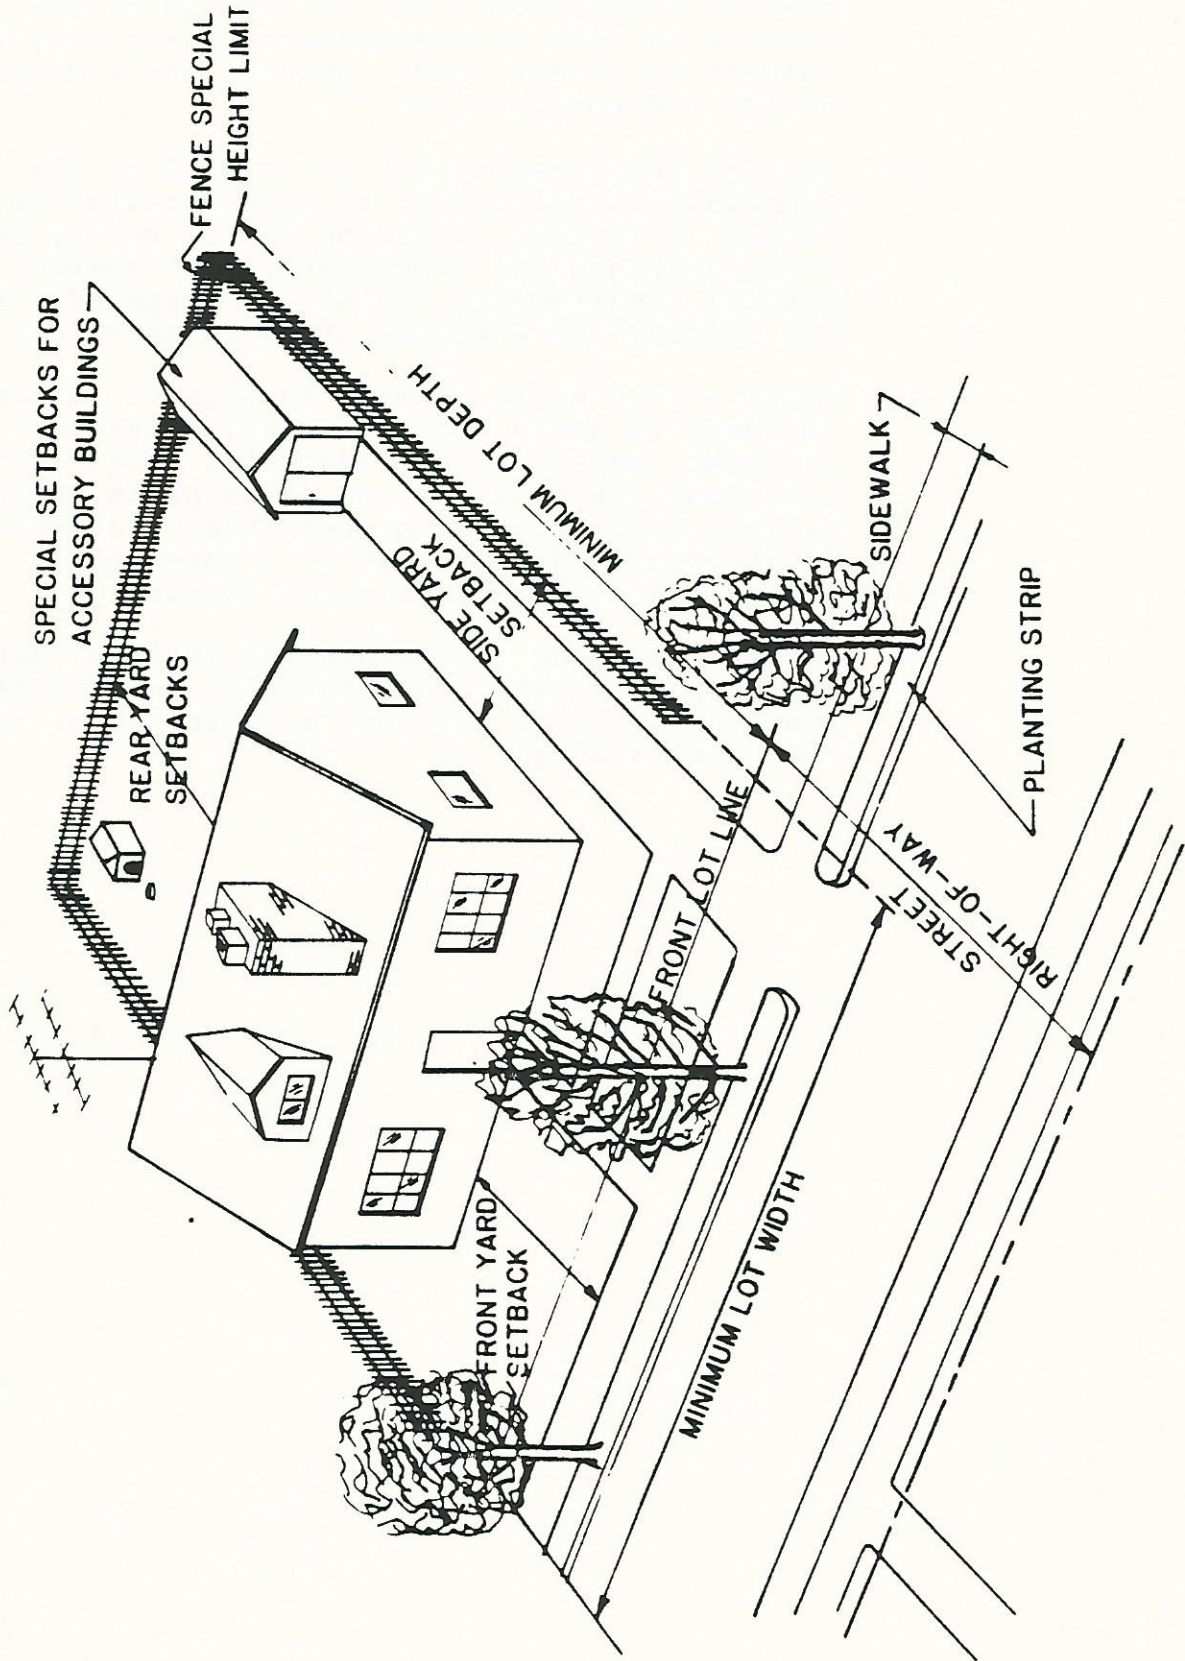 SPECIAL SETBACKS FOR
ACCESSORY BUILDINGS
FENCE SPECIAL
HEIGHT LIMIT
REAR YARD
SETBACKS
SIDE YARD
SETBACK
MINIMUM LOT DEPTH
FRONT YARD
SETBACK
FRONT LOT LINE
SIDEWALK
PLANTING STRIP
MINIMUM LOT WIDTH
STREET
RIGHT-OF-WAY